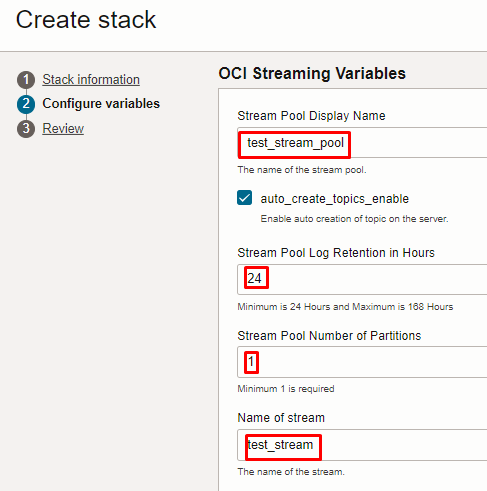 Create stack
1 Stack information
2 Configure variables
3 Review
OCI Streaming Variables
Stream Pool Display Name
test_stream_pool
The name of the stream pool.
auto_create_topics_enable
Enable auto creation of topic on the server.
Stream Pool Log Retention in Hours
24
Minimum is 24 Hours and Maximum is 168 Hours
Stream Pool Number of Partitions
1
Minimum 1 is required
Name of stream
test_stream
The name of the stream.